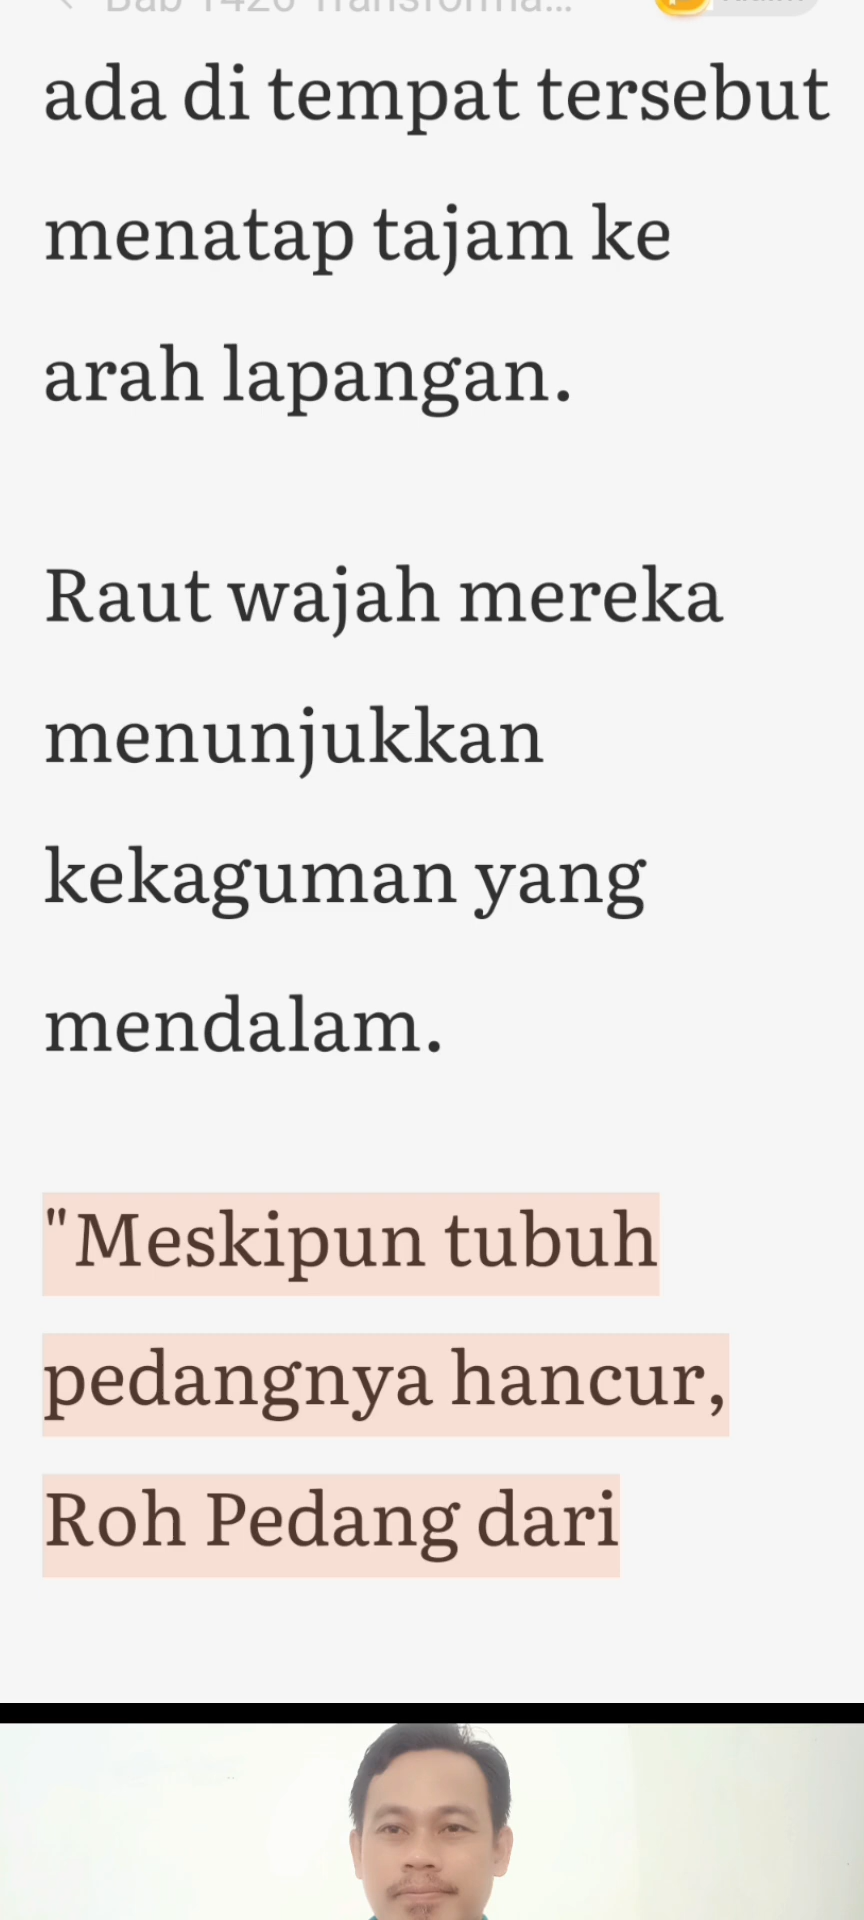 ada di tempat tersebut
menatap tajam ke
arah lapangan.
Raut wajah mereka
menunjukkan
kekaguman yang
mendalam.
"Meskipun tubuh
pedangnya hancur,
Roh Pedang dari